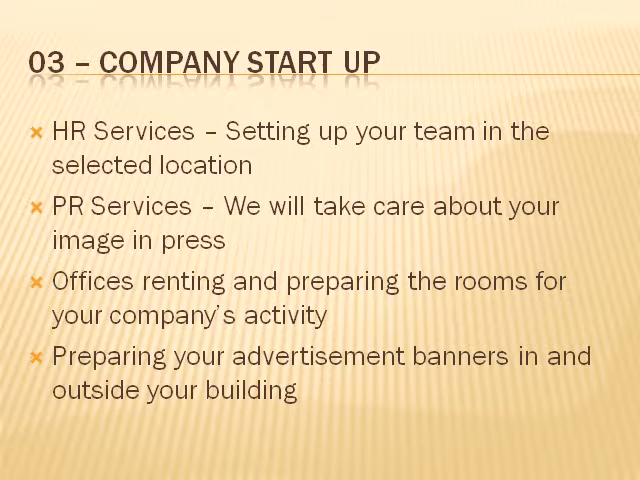 03 – COMPANY START UP
HR Services – Setting up your team in the
selected location
PR Services – We will take care about your
image in press
Offices renting and preparing the rooms for
your company's activity
Preparing your advertisement banners in and
outside your building